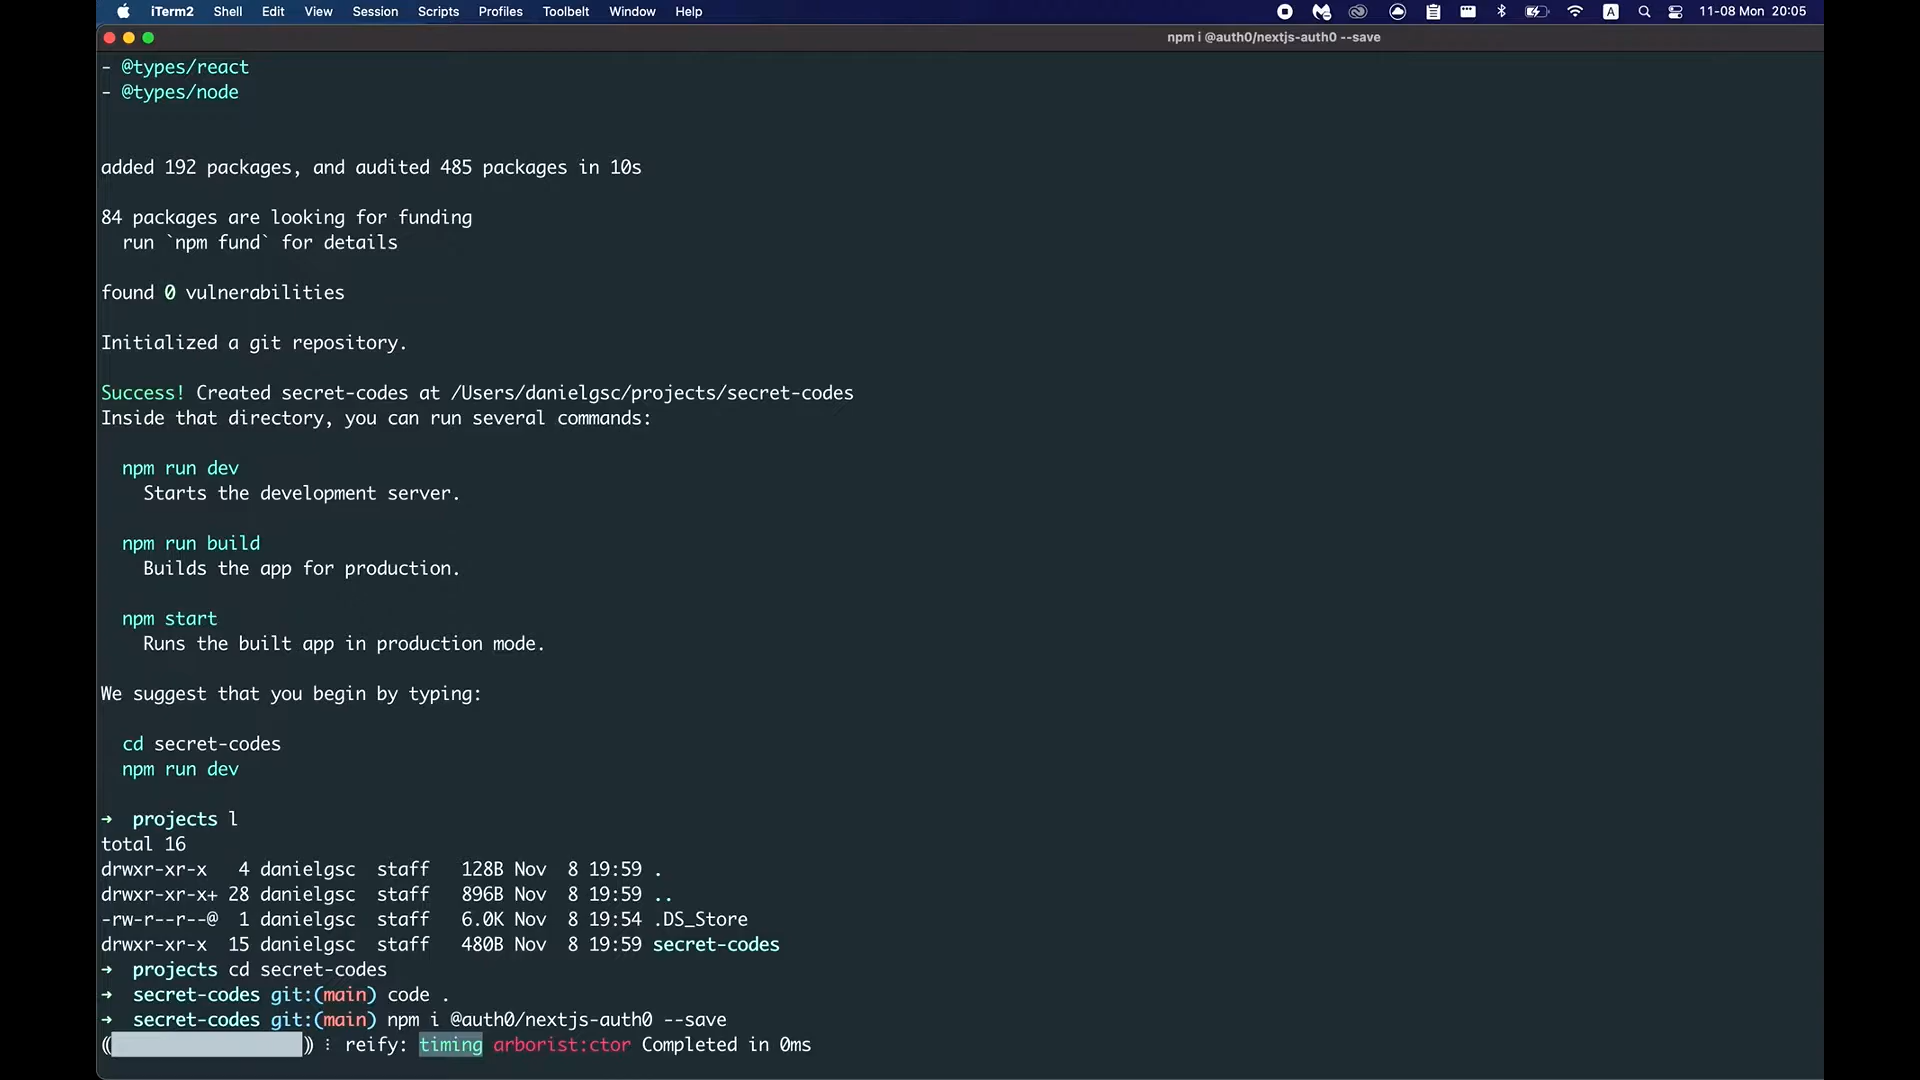 iTerm2 Shell Edit View Session Scripts Profiles Toolbelt Window Help A 11-08 Mon 20:05
npm i @auth0/nextjs-auth0 --save
- @types/react
- @types/node
added 192 packages, and audited 485 packages in 10s
84 packages are looking for funding
run `npm fund` for details
found 0 vulnerabilities
Initialized a git repository.
Success! Created secret-codes at /Users/danielgsc/projects/secret-codes
Inside that directory, you can run several commands:
npm run dev
Starts the development server.
npm run build
Builds the app for production.
npm start
Runs the built app in production mode.
We suggest that you begin by typing:
cd secret-codes
npm run dev
→ projects l
total 16
drwxr-xr-x 4 danielgsc staff 128B Nov 8 19:59 .
drwxr-xr-x+ 28 danielgsc staff 896B Nov 8 19:59 ..
-rw-r--r--@ 1 danielgsc staff 6.0K Nov 8 19:54 .DS_Store
drwxr-xr-x 15 danielgsc staff 480B Nov 8 19:59 secret-codes
→ projects cd secret-codes
→ secret-codes git:(main) code .
→ secret-codes git:(main) npm i @auth0/nextjs-auth0 --save
(( )) ⁝ reify: timing arborist:ctor Completed in 0ms